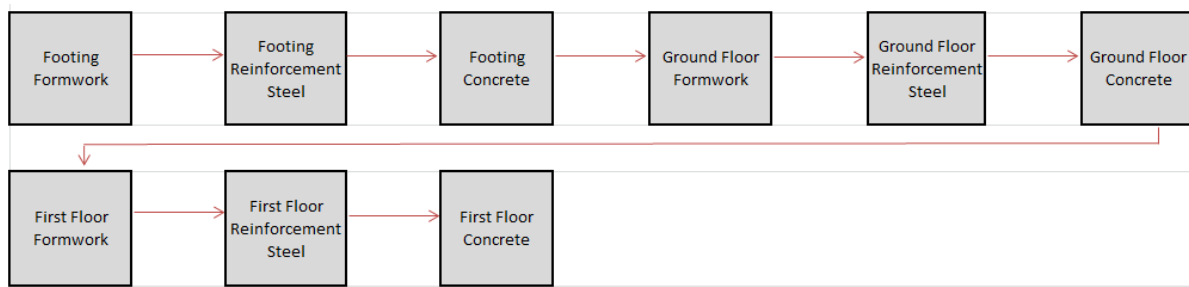 Footing
Formwork
Footing
Reinforcement
Steel
Footing
Concrete
Ground Floor
Formwork
Ground Floor
Reinforcement
Steel
Ground Floor
Concrete
First Floor
Formwork
First Floor
Reinforcement
Steel
First Floor
Concrete